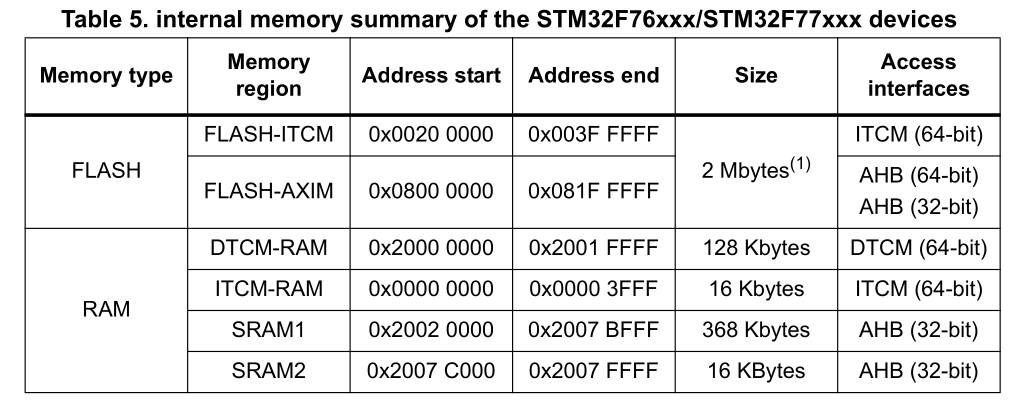 Table 5. internal memory summary of the STM32F76xxx/STM32F77xxx devices
Memory type Memory region Address start Address end Size Access interfaces
FLASH FLASH-ITCM 0x0020 0000 0x003F FFFF 2 Mbytes(1) ITCM (64-bit)
FLASH-AXIM 0x0800 0000 0x081F FFFF AHB (64-bit)
AHB (32-bit)
RAM DTCM-RAM 0x2000 0000 0x2001 FFFF 128 Kbytes DTCM (64-bit)
ITCM-RAM 0x0000 0000 0x0000 3FFF 16 Kbytes ITCM (64-bit)
SRAM1 0x2002 0000 0x2007 BFFF 368 Kbytes AHB (32-bit)
SRAM2 0x2007 C000 0x2007 FFFF 16 KBytes AHB (32-bit)